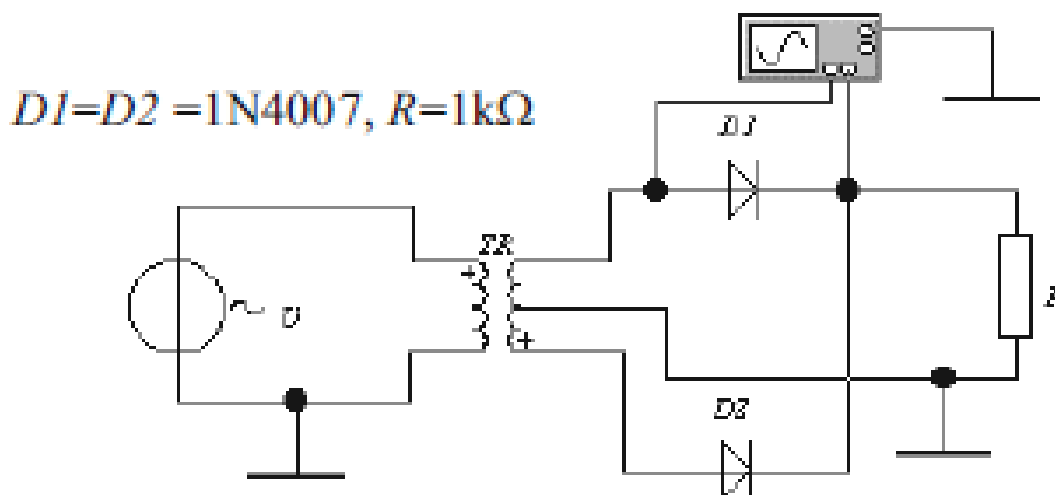 D1=D2 =1N4007, R=1kΩ
D1
TR
+
~ U
+
D2